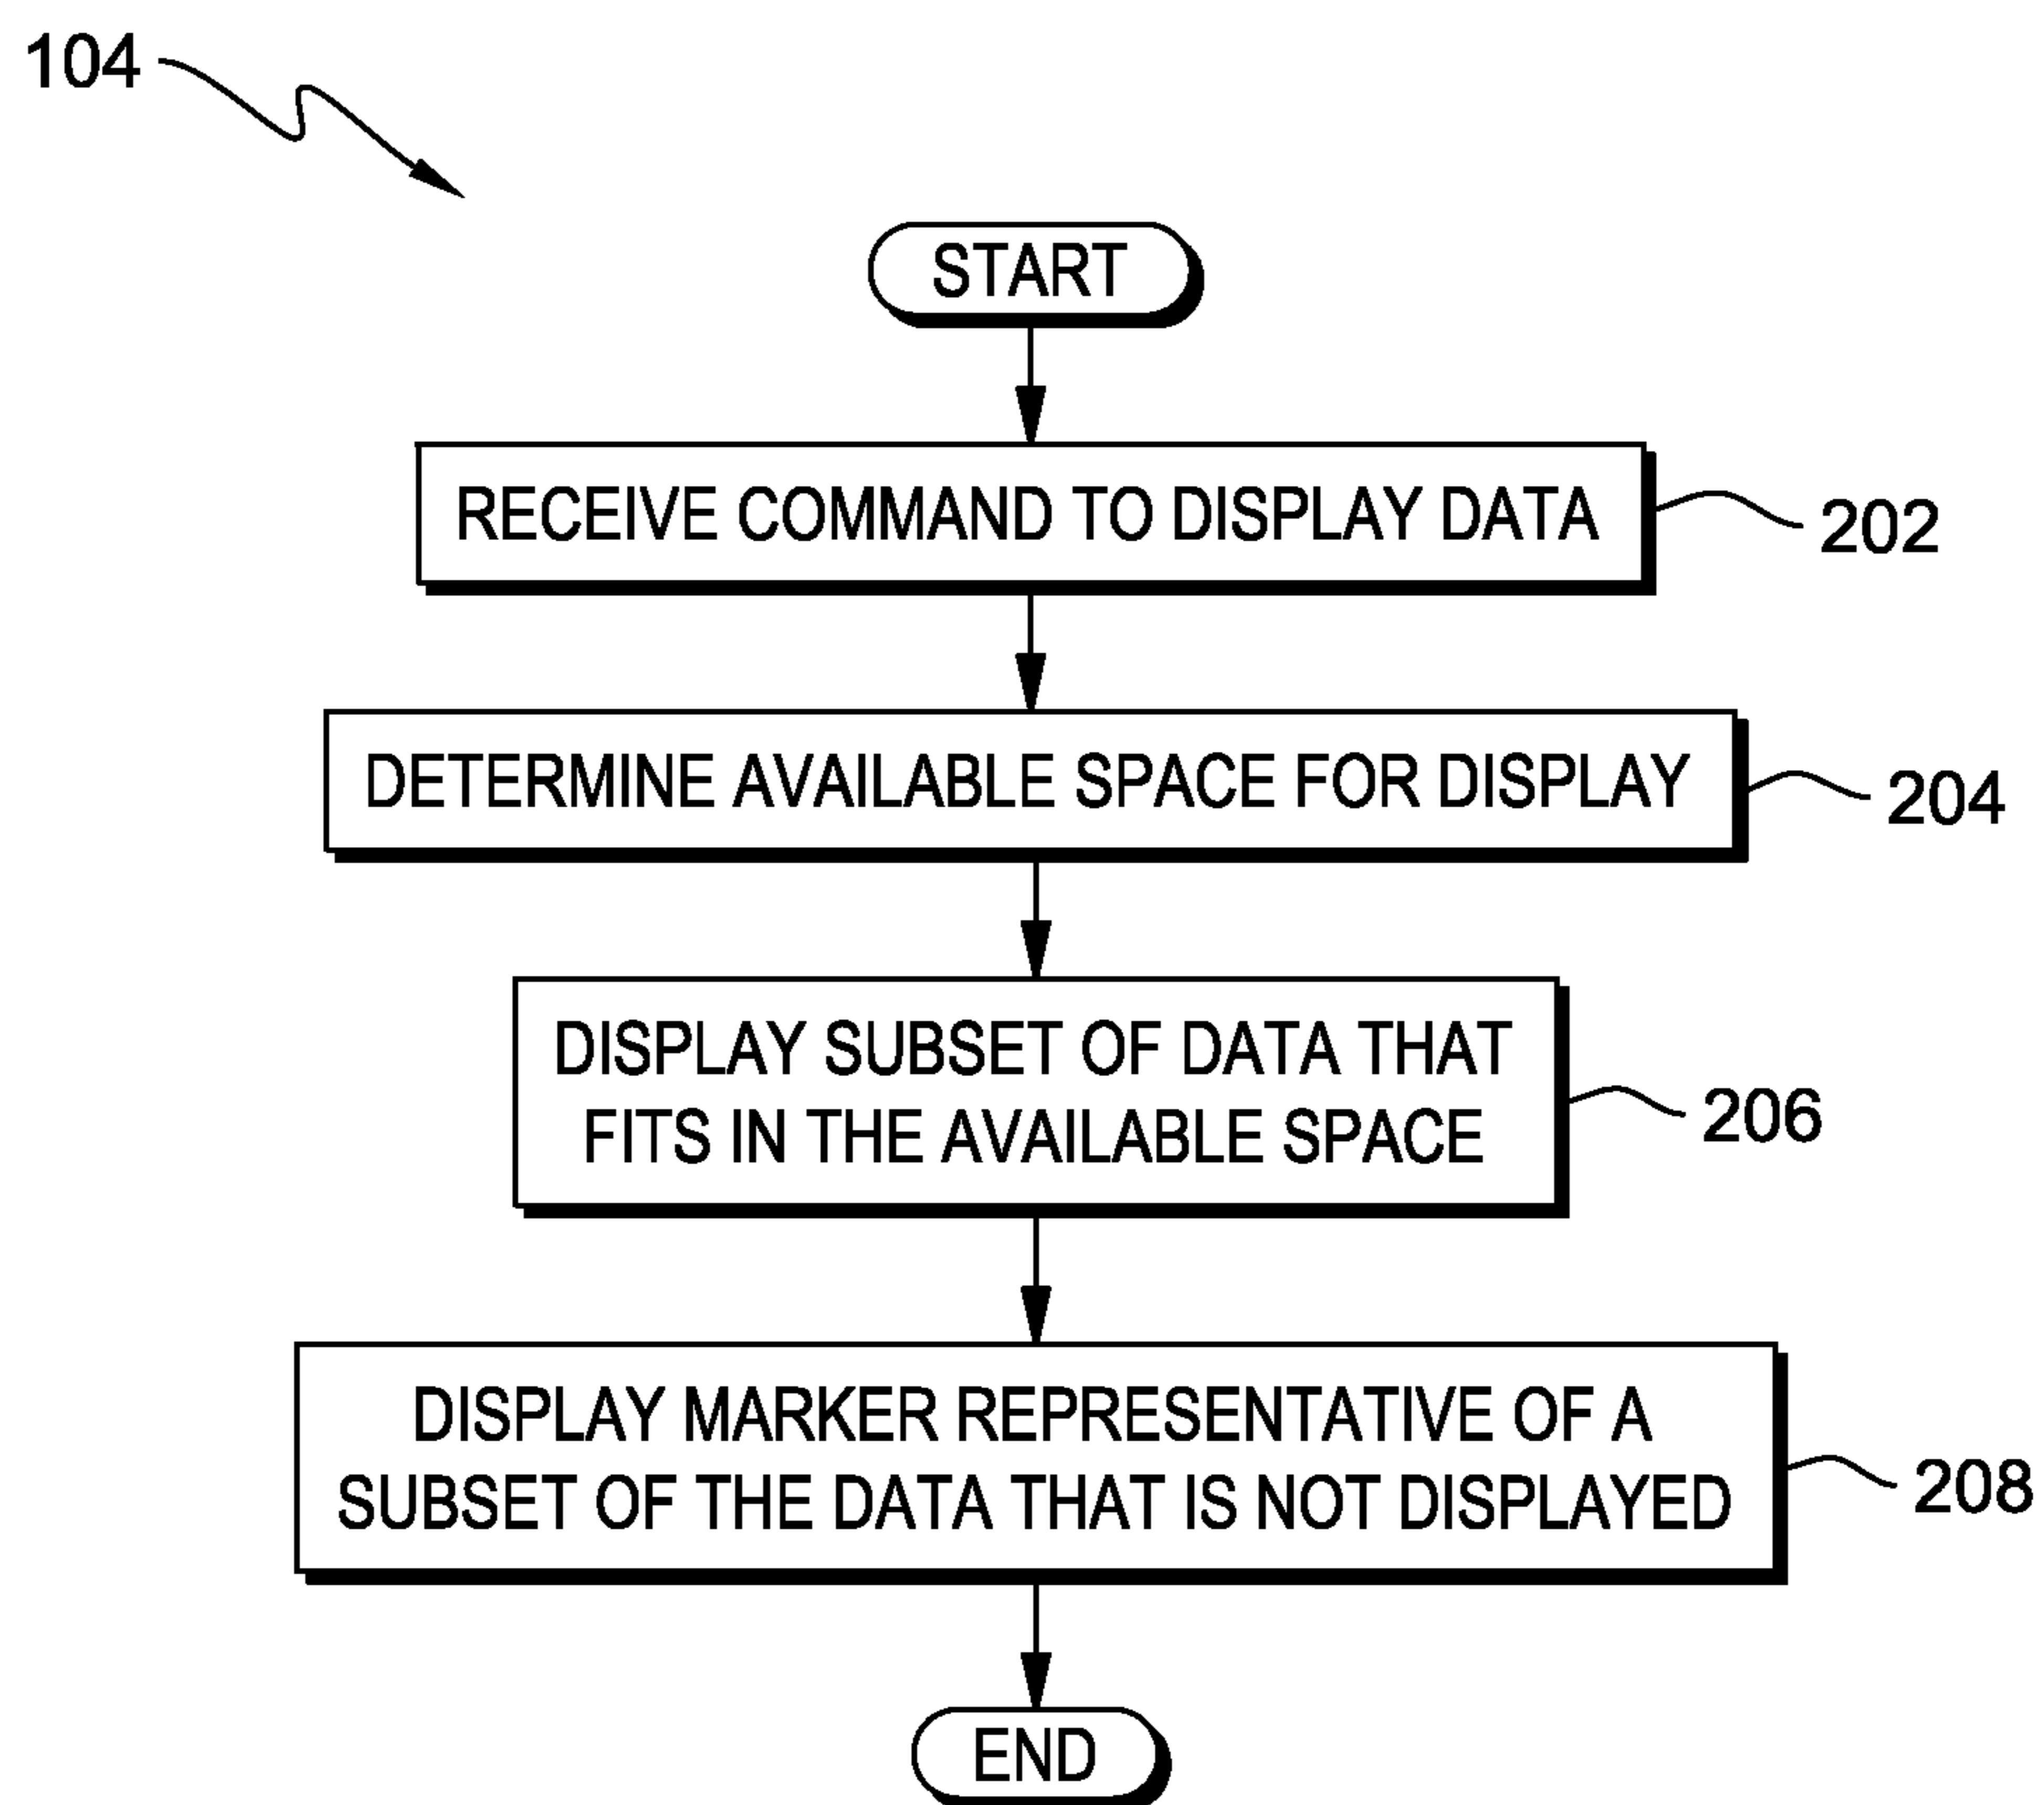 104
START
RECEIVE COMMAND TO DISPLAY DATA
202
DETERMINE AVAILABLE SPACE FOR DISPLAY
204
DISPLAY SUBSET OF DATA THAT
FITS IN THE AVAILABLE SPACE
206
DISPLAY MARKER REPRESENTATIVE OF A
SUBSET OF THE DATA THAT IS NOT DISPLAYED
208
END